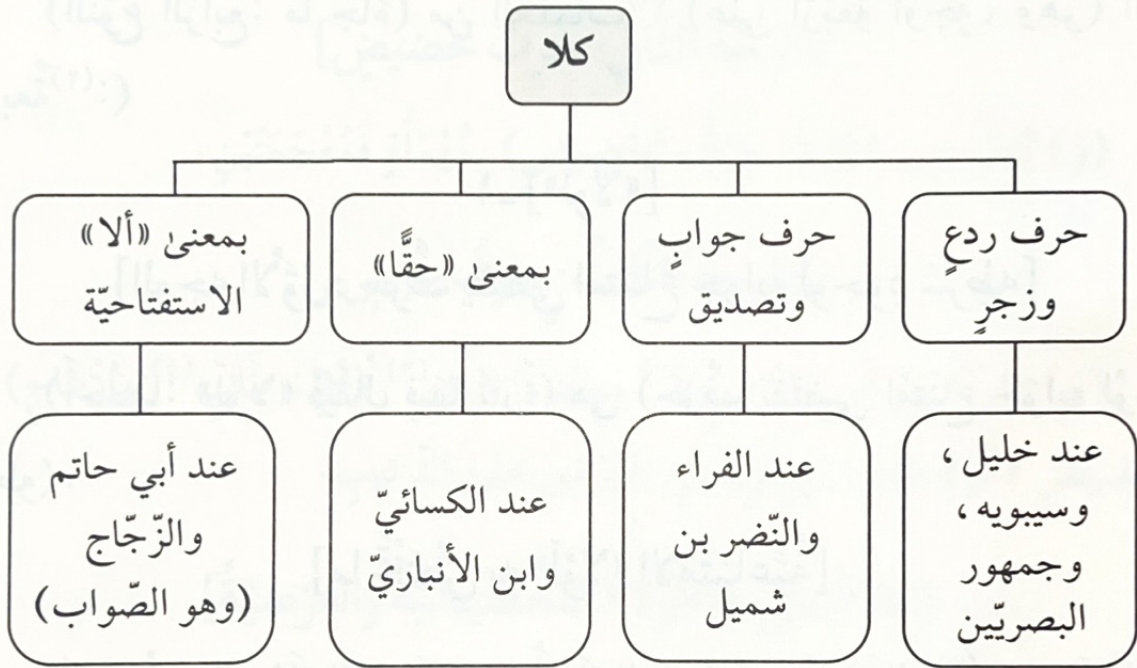 كلا
حرف ردعٍ
وزجرٍ
حرف جوابٍ
وتصديق
بمعنىٰ «حقًّا»
بمعنىٰ «ألا»
الاستفتاحيّة
عند خليل،
وسيبويه،
وجمهور
البصريّين
عند الفراء
والنّضر بن
شميل
عند الكسائيّ
وابن الأنباريّ
عند أبي حاتم
والزّجّاج
(وهو الصّواب)